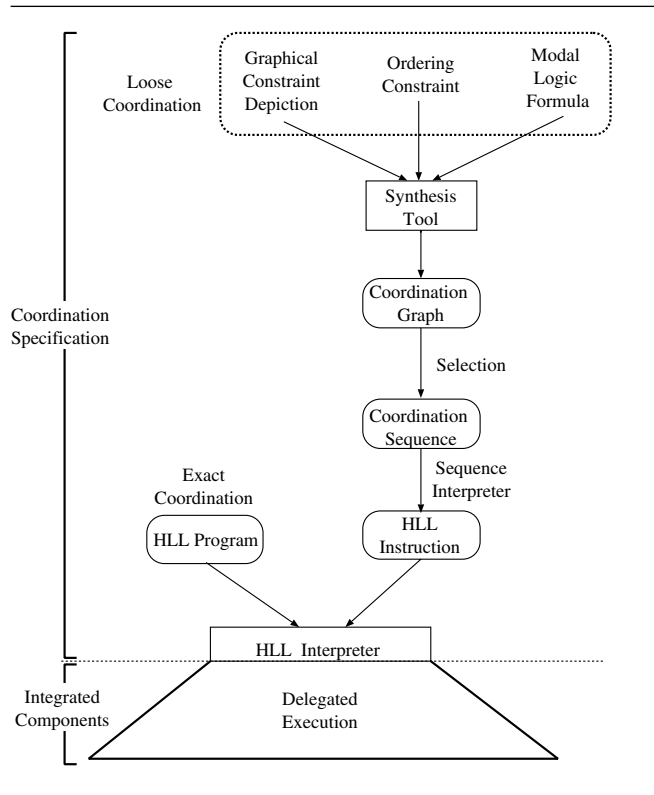 Loose
Coordination
Graphical
Constraint
Depiction
Ordering
Constraint
Modal
Logic
Formula
Synthesis
Tool
Coordination
Graph
Coordination
Specification
Selection
Coordination
Sequence
Sequence
Interpreter
Exact
Coordination
HLL Program
HLL
Instruction
HLL Interpreter
Integrated
Components
Delegated
Execution